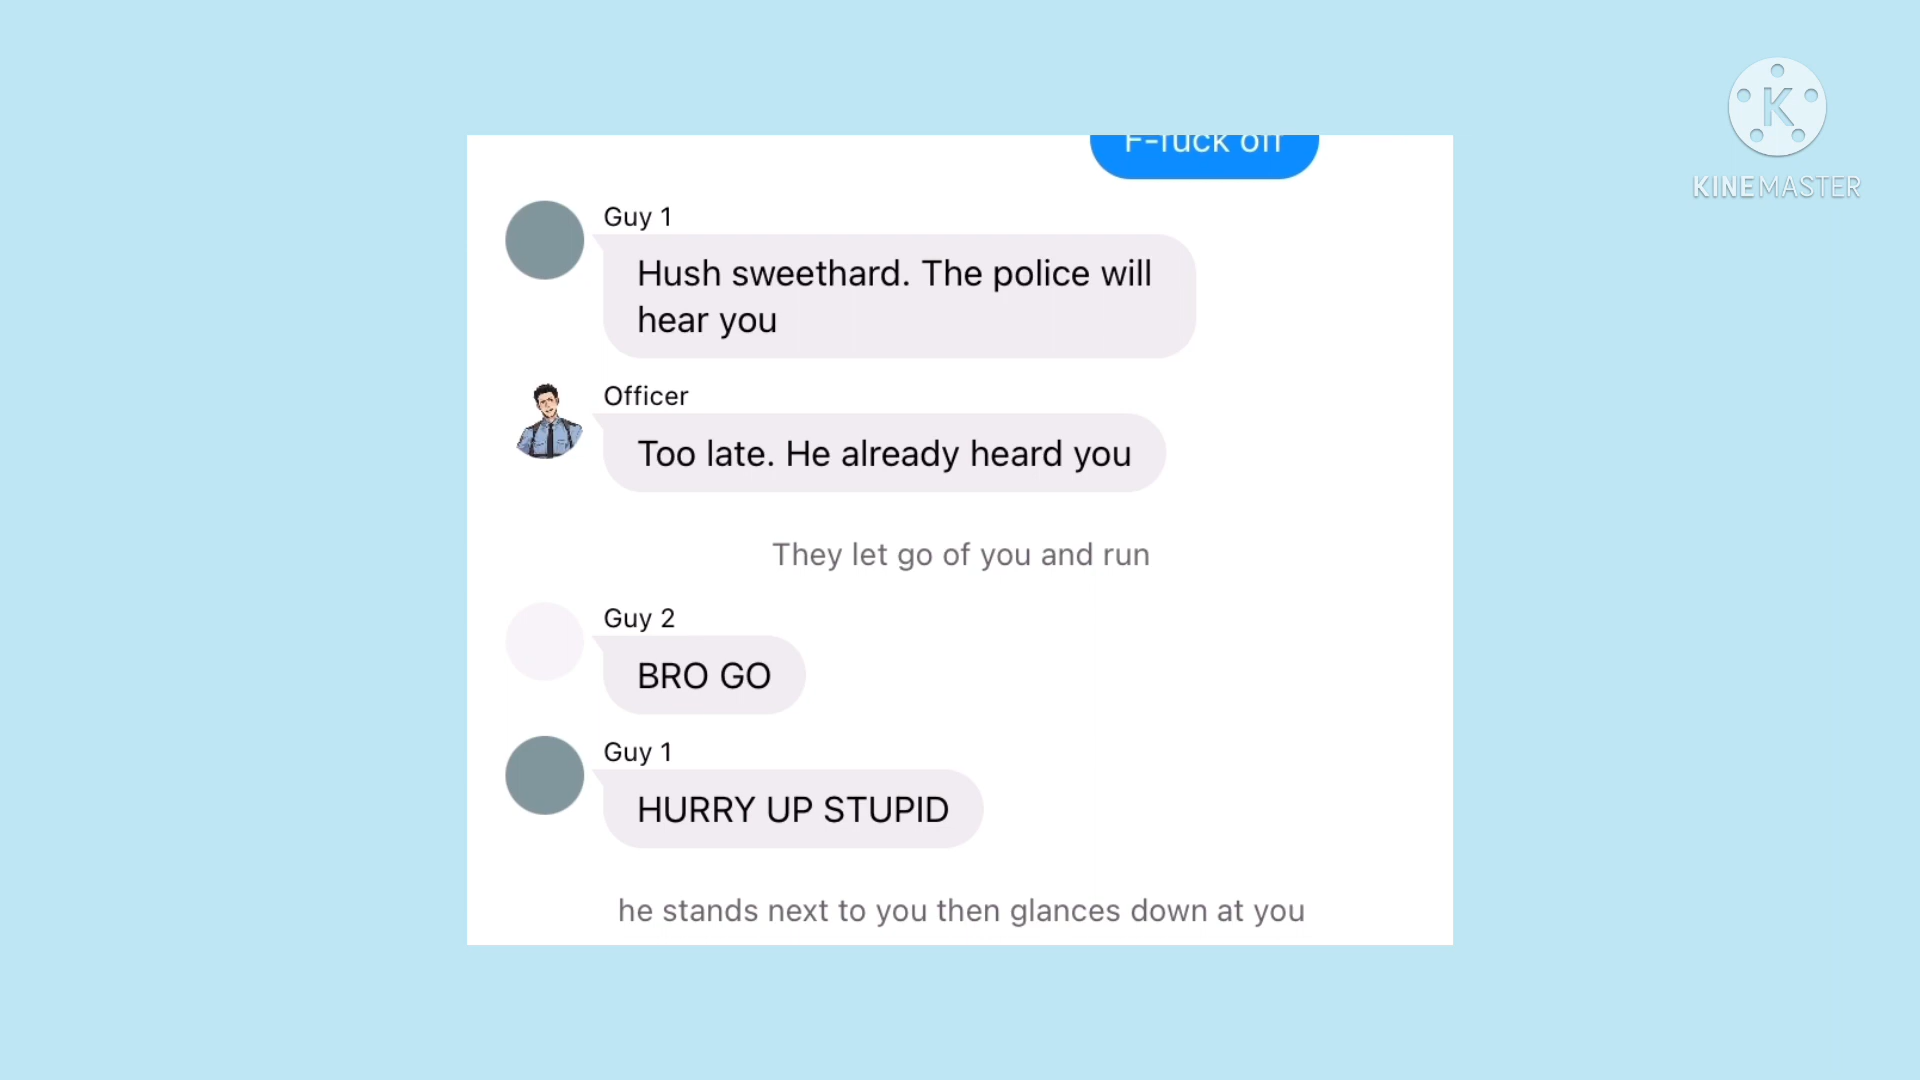 F-fuck off
Guy 1
Hush sweethard. The police will
hear you
Officer
Too late. He already heard you
They let go of you and run
Guy 2
BRO GO
Guy 1
HURRY UP STUPID
he stands next to you then glances down at you
K
KINEMASTER